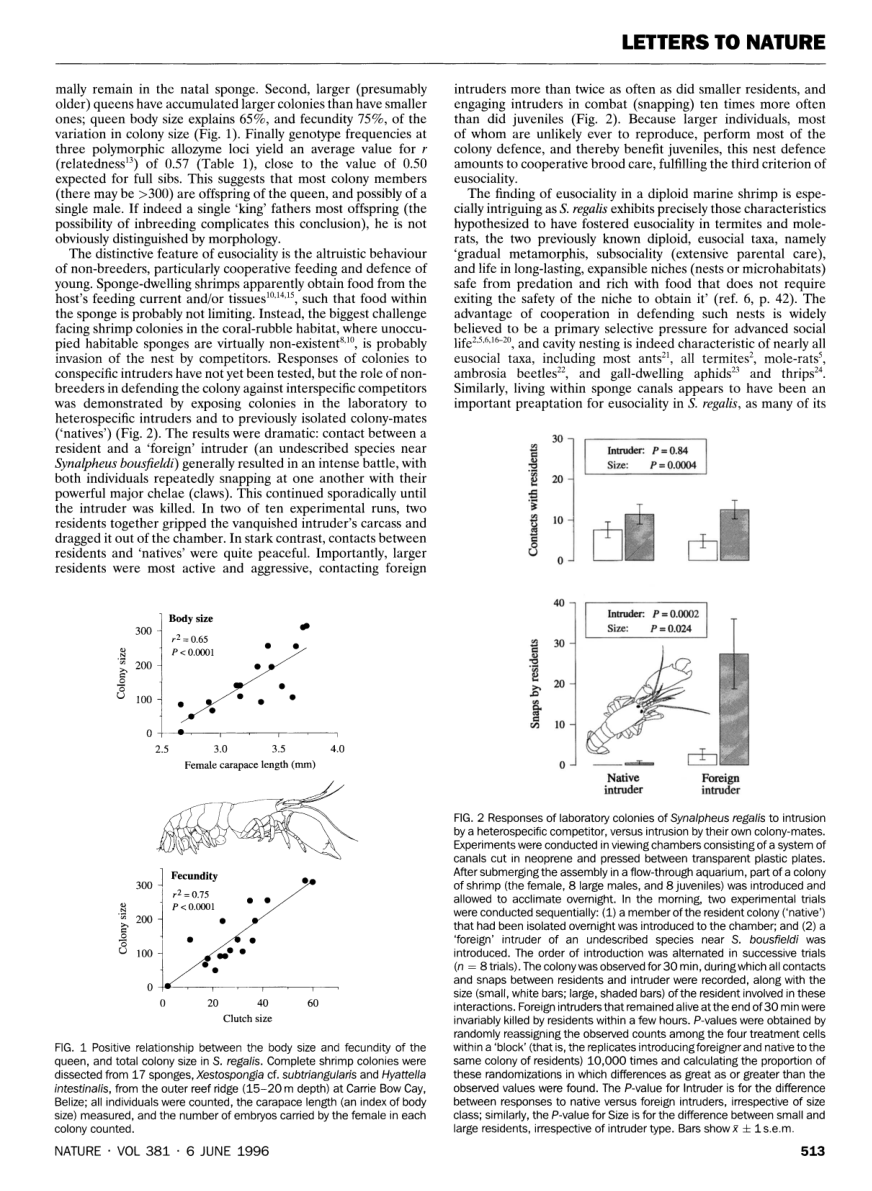 LETTERS TO NATURE
mally remain in the natal sponge. Second, larger (presumably
older) queens have accumulated larger colonies than have smaller
ones; queen body size explains 65%, and fecundity 75%, of the
variation in colony size (Fig. 1). Finally genotype frequencies at
three polymorphic allozyme loci yield an average value for r
(relatedness13) of 0.57 (Table 1), close to the value of 0.50
expected for full sibs. This suggests that most colony members
(there may be >300) are offspring of the queen, and possibly of a
single male. If indeed a single 'king' fathers most offspring (the
possibility of inbreeding complicates this conclusion), he is not
obviously distinguished by morphology.
The distinctive feature of eusociality is the altruistic behaviour
of non-breeders, particularly cooperative feeding and defence of
young. Sponge-dwelling shrimps apparently obtain food from the
host's feeding current and/or tissues10,14,15, such that food within
the sponge is probably not limiting. Instead, the biggest challenge
facing shrimp colonies in the coral-rubble habitat, where unoccu-
pied habitable sponges are virtually non-existent8,10, is probably
invasion of the nest by competitors. Responses of colonies to
conspecific intruders have not yet been tested, but the role of non-
breeders in defending the colony against interspecific competitors
was demonstrated by exposing colonies in the laboratory to
heterospecific intruders and to previously isolated colony-mates
('natives') (Fig. 2). The results were dramatic: contact between a
resident and a 'foreign' intruder (an undescribed species near
Synalpheus bousfieldi) generally resulted in an intense battle, with
both individuals repeatedly snapping at one another with their
powerful major chelae (claws). This continued sporadically until
the intruder was killed. In two of ten experimental runs, two
residents together gripped the vanquished intruder's carcass and
dragged it out of the chamber. In stark contrast, contacts between
residents and 'natives' were quite peaceful. Importantly, larger
residents were most active and aggressive, contacting foreign
Body size
r2 = 0.65
P < 0.0001
Colony size
300
200
100
0
2.5 3.0 3.5 4.0
Female carapace length (mm)
Fecundity
r2 = 0.75
P < 0.0001
Colony size
300
200
100
0
0 20 40 60
Clutch size
FIG. 1 Positive relationship between the body size and fecundity of the
queen, and total colony size in S. regalis. Complete shrimp colonies were
dissected from 17 sponges, Xestospongia cf. subtriangularis and Hyattella
intestinalis, from the outer reef ridge (15–20 m depth) at Carrie Bow Cay,
Belize; all individuals were counted, the carapace length (an index of body
size) measured, and the number of embryos carried by the female in each
colony counted.
intruders more than twice as often as did smaller residents, and
engaging intruders in combat (snapping) ten times more often
than did juveniles (Fig. 2). Because larger individuals, most
of whom are unlikely ever to reproduce, perform most of the
colony defence, and thereby benefit juveniles, this nest defence
amounts to cooperative brood care, fulfilling the third criterion of
eusociality.
The finding of eusociality in a diploid marine shrimp is espe-
cially intriguing as S. regalis exhibits precisely those characteristics
hypothesized to have fostered eusociality in termites and mole-
rats, the two previously known diploid, eusocial taxa, namely
'gradual metamorphis, subsociality (extensive parental care),
and life in long-lasting, expansible niches (nests or microhabitats)
safe from predation and rich with food that does not require
exiting the safety of the niche to obtain it' (ref. 6, p. 42). The
advantage of cooperation in defending such nests is widely
believed to be a primary selective pressure for advanced social
life2,5,6,16–20, and cavity nesting is indeed characteristic of nearly all
eusocial taxa, including most ants21, all termites2, mole-rats5,
ambrosia beetles22, and gall-dwelling aphids23 and thrips24.
Similarly, living within sponge canals appears to have been an
important preaptation for eusociality in S. regalis, as many of its
Contacts with residents
30
20
10
0
Intruder: P = 0.84
Size: P = 0.0004
Snaps by residents
40
30
20
10
0
Intruder: P = 0.0002
Size: P = 0.024
Native Foreign
intruder intruder
FIG. 2 Responses of laboratory colonies of Synalpheus regalis to intrusion
by a heterospecific competitor, versus intrusion by their own colony-mates.
Experiments were conducted in viewing chambers consisting of a system of
canals cut in neoprene and pressed between transparent plastic plates.
After submerging the assembly in a flow-through aquarium, part of a colony
of shrimp (the female, 8 large males, and 8 juveniles) was introduced and
allowed to acclimate overnight. In the morning, two experimental trials
were conducted sequentially: (1) a member of the resident colony ('native')
that had been isolated overnight was introduced to the chamber; and (2) a
'foreign' intruder of an undescribed species near S. bousfieldi was
introduced. The order of introduction was alternated in successive trials
(n = 8 trials). The colony was observed for 30 min, during which all contacts
and snaps between residents and intruder were recorded, along with the
size (small, white bars; large, shaded bars) of the resident involved in these
interactions. Foreign intruders that remained alive at the end of 30 min were
invariably killed by residents within a few hours. P-values were obtained by
randomly reassigning the observed counts among the four treatment cells
within a 'block' (that is, the replicates introducing foreigner and native to the
same colony of residents) 10,000 times and calculating the proportion of
these randomizations in which differences as great as or greater than the
observed values were found. The P-value for Intruder is for the difference
between responses to native versus foreign intruders, irrespective of size
class; similarly, the P-value for Size is for the difference between small and
large residents, irrespective of intruder type. Bars show x̄ ± 1 s.e.m.
NATURE · VOL 381 · 6 JUNE 1996
513